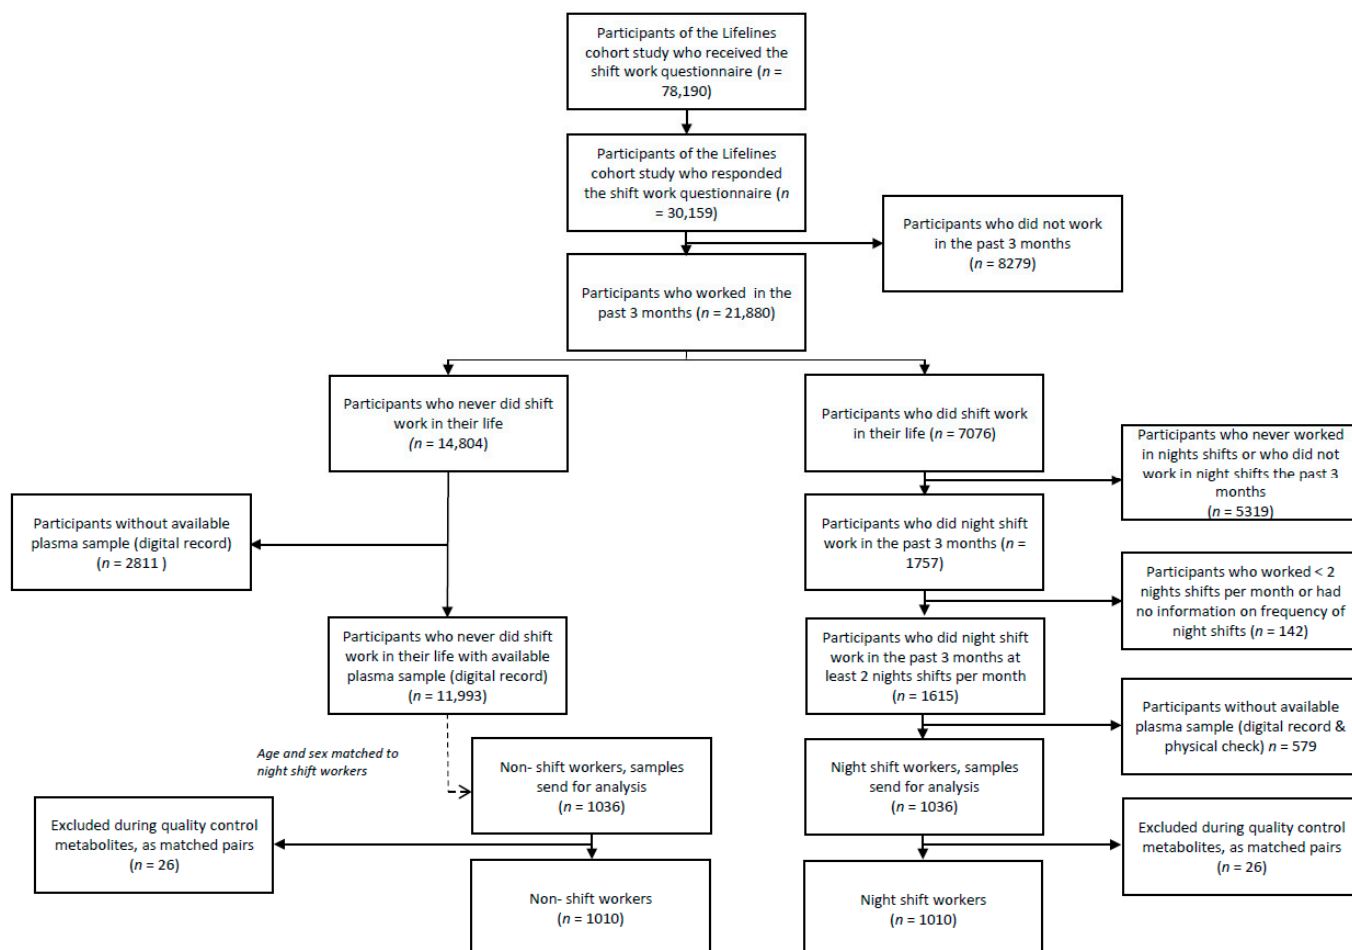 Participants of the Lifelines
cohort study who received the
shift work questionnaire (n =
78,190)
Participants of the Lifelines
cohort study who responded
the shift work questionnaire (n
= 30,159)
Participants who did not work
in the past 3 months
(n = 8279)
Participants who worked in the
past 3 months (n = 21,880)
Participants who never did shift
work in their life
(n = 14,804)
Participants who did shift work
in their life (n = 7076)
Participants who never worked
in nights shifts or who did not
work in night shifts the past 3
months
(n = 5319)
Participants without available
plasma sample (digital record)
(n = 2811 )
Participants who did night shift
work in the past 3 months (n =
1757)
Participants who worked < 2
nights shifts per month or had
no information on frequency of
night shifts (n = 142)
Participants who never did shift
work in their life with available
plasma sample (digital record)
(n = 11,993)
Participants who did night shift
work in the past 3 months at
least 2 nights shifts per month
(n = 1615)
Participants without available
plasma sample (digital record &
physical check) n = 579
Age and sex matched to
night shift workers
Non- shift workers, samples
send for analysis
(n = 1036)
Night shift workers, samples
send for analysis
(n = 1036)
Excluded during quality control
metabolites, as matched pairs
(n = 26)
Excluded during quality control
metabolites, as matched pairs
(n = 26)
Non- shift workers
(n = 1010)
Night shift workers
(n = 1010)